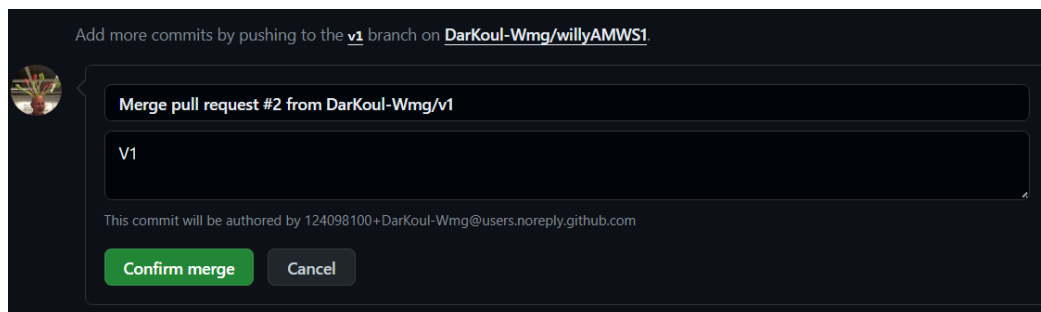 Add more commits by pushing to the v1 branch on DarKoul-Wmg/willyAMWS1.
Merge pull request #2 from DarKoul-Wmg/v1
V1
This commit will be authored by 124098100+DarKoul-Wmg@users.noreply.github.com
Confirm merge
Cancel